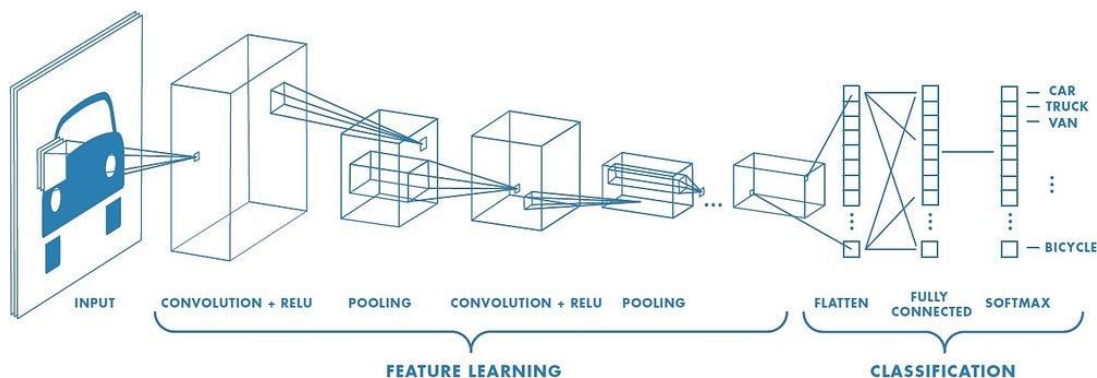 CAR
TRUCK
VAN
BICYCLE
INPUT
CONVOLUTION + RELU
POOLING
CONVOLUTION + RELU
POOLING
FLATTEN
FULLY
CONNECTED
SOFTMAX
FEATURE LEARNING
CLASSIFICATION